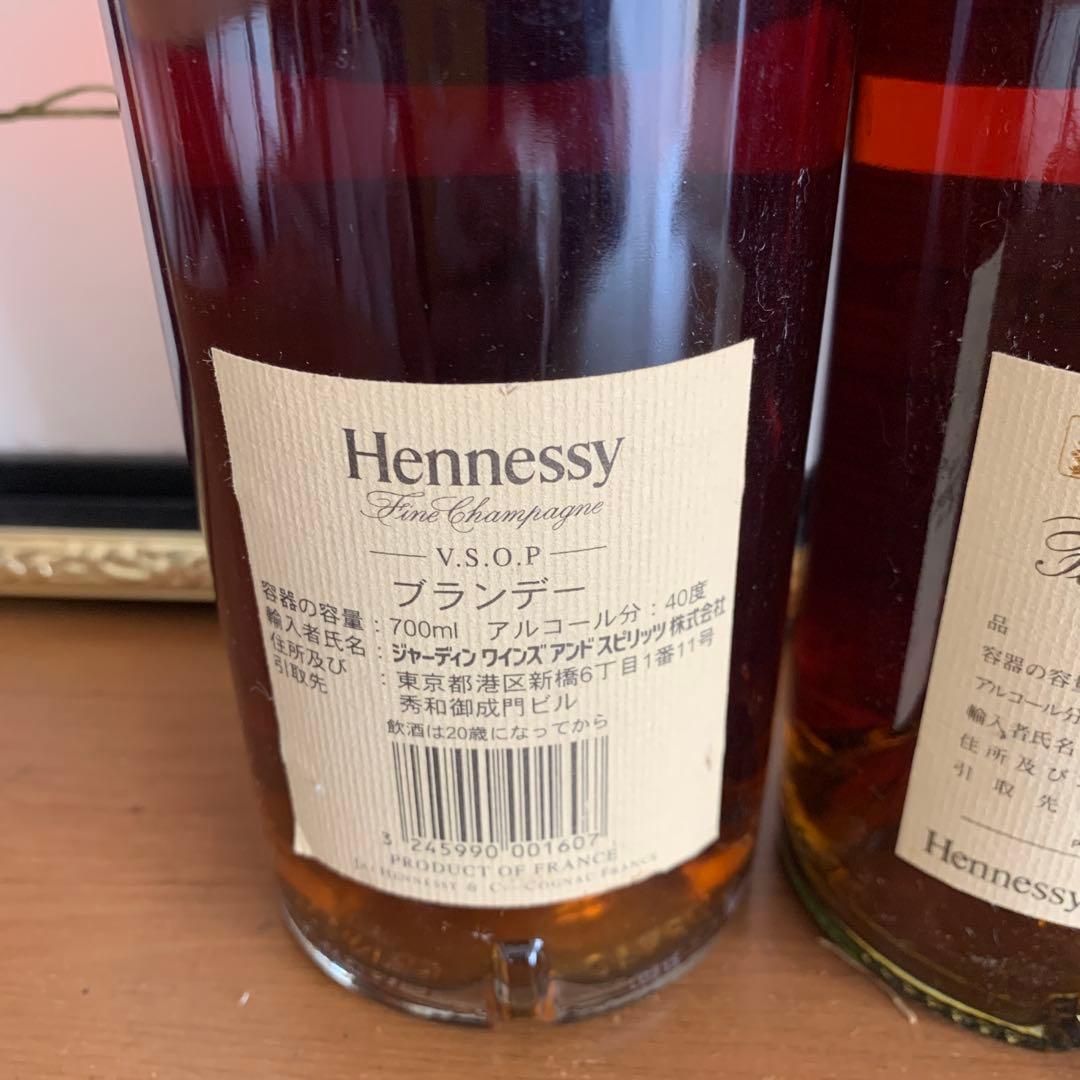 Hennessy
Fine Champagne
V.S.O.P
ブランデー
容器の容量 : 700ml アルコール分 : 40度
輸入者氏名 : ジャーディン ワインズ アンド スピリッツ 株式会社
住所及び
引取先 : 東京都港区新橋6丁目1番11号
秀和御成門ビル
飲酒は20歳になってから
3 245990 001607
PRODUCT OF FRANCE
JAS HENNESSY & Co COGNAC FRANCE
品
容器の容量
アルコール分
輸入者氏名
住所及び
引取先
Hennessy